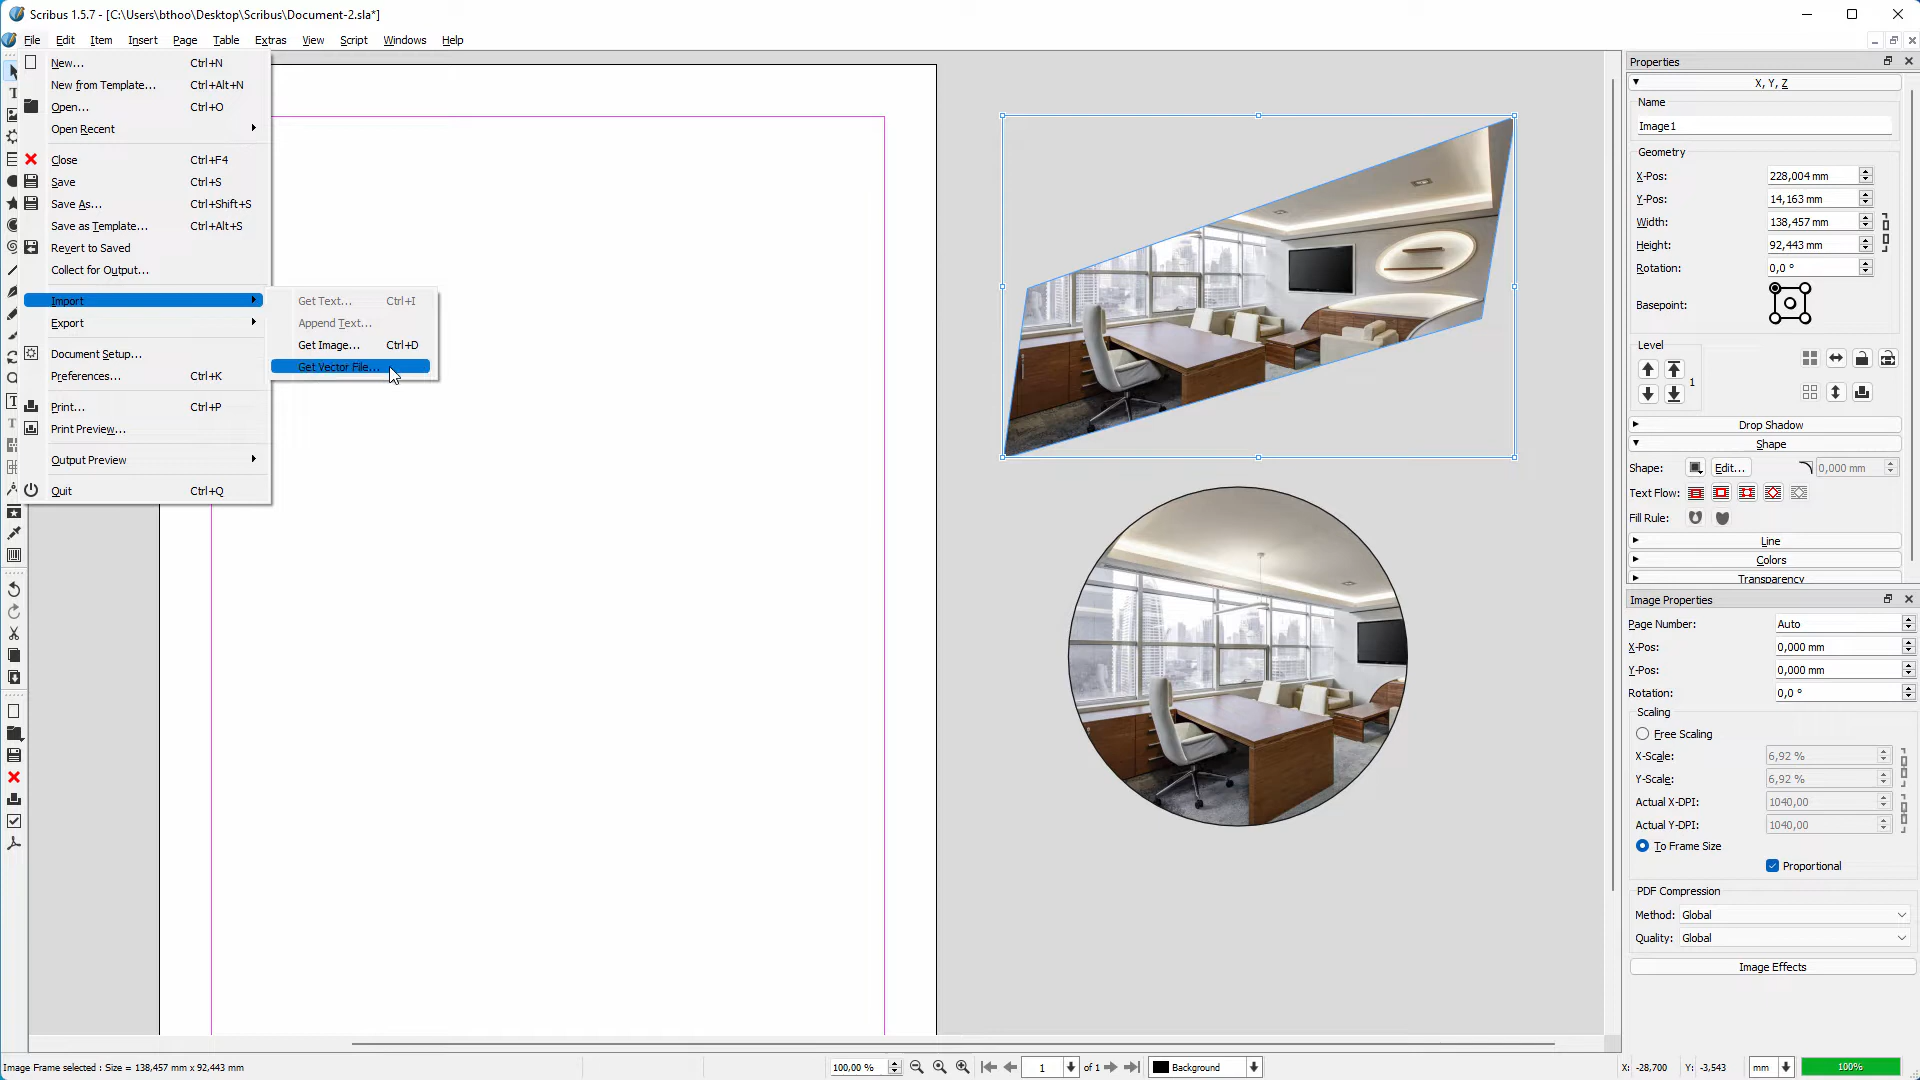 Scribus 1.5.7 - [C:\Users\bthoo\Desktop\Scribus\Document-2.sla*]
File Edit Item Insert Page Table Extras View Script Windows Help
New... Ctrl+N
New from Template... Ctrl+Alt+N
Open... Ctrl+O
Open Recent
Close Ctrl+F4
Save Ctrl+S
Save As... Ctrl+Shift+S
Save as Template... Ctrl+Alt+S
Revert to Saved
Collect for Output...
Import
Export
Document Setup...
Preferences... Ctrl+K
Print... Ctrl+P
Print Preview...
Output Preview
Quit Ctrl+Q
Get Text... Ctrl+I
Append Text...
Get Image... Ctrl+D
Get Vector File...
Properties
X, Y, Z
Name
Image1
Geometry
X-Pos: 228,004 mm
Y-Pos: 14,163 mm
Width: 138,457 mm
Height: 92,443 mm
Rotation: 0,0 °
Basepoint:
Level
1
Drop Shadow
Shape
Shape: Edit... 0,000 mm
Text Flow:
Fill Rule:
Line
Colors
Transparency
Image Properties
Page Number: Auto
X-Pos: 0,000 mm
Y-Pos: 0,000 mm
Rotation: 0,0 °
Scaling
Free Scaling
X-Scale: 6,92 %
Y-Scale: 6,92 %
Actual X-DPI: 1040,00
Actual Y-DPI: 1040,00
To Frame Size
Proportional
PDF Compression
Method: Global
Quality: Global
Image Effects
Image Frame selected : Size = 138,457 mm x 92,443 mm
100,00 %
1 of 1
Background
X: -28,700 Y: -3,543 mm 100%